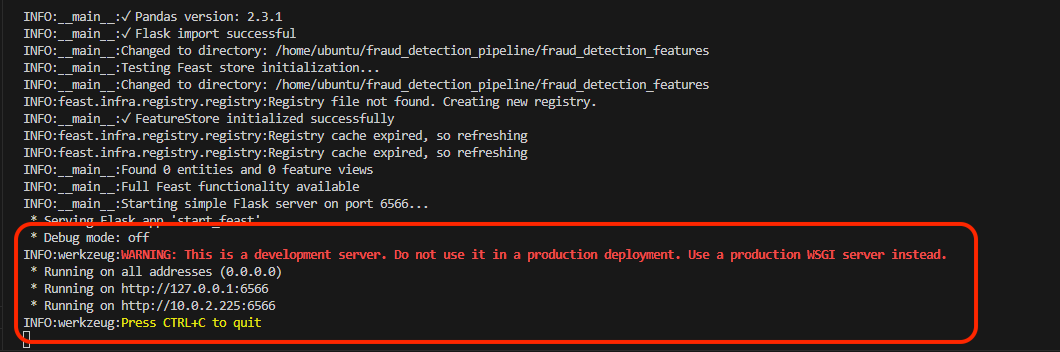 INFO:__main__:✓ Pandas version: 2.3.1
INFO:__main__:✓ Flask import successful
INFO:__main__:Changed to directory: /home/ubuntu/fraud_detection_pipeline/fraud_detection_features
INFO:__main__:Testing Feast store initialization...
INFO:__main__:Changed to directory: /home/ubuntu/fraud_detection_pipeline/fraud_detection_features
INFO:feast.infra.registry.registry:Registry file not found. Creating new registry.
INFO:__main__:✓ FeatureStore initialized successfully
INFO:feast.infra.registry.registry:Registry cache expired, so refreshing
INFO:feast.infra.registry.registry:Registry cache expired, so refreshing
INFO:__main__:Found 0 entities and 0 feature views
INFO:__main__:Full Feast functionality available
INFO:__main__:Starting simple Flask server on port 6566...
* Serving Flask app 'start_feast'
* Debug mode: off
INFO:werkzeug:WARNING: This is a development server. Do not use it in a production deployment. Use a production WSGI server instead.
* Running on all addresses (0.0.0.0)
* Running on http://127.0.0.1:6566
* Running on http://10.0.2.225:6566
INFO:werkzeug:Press CTRL+C to quit